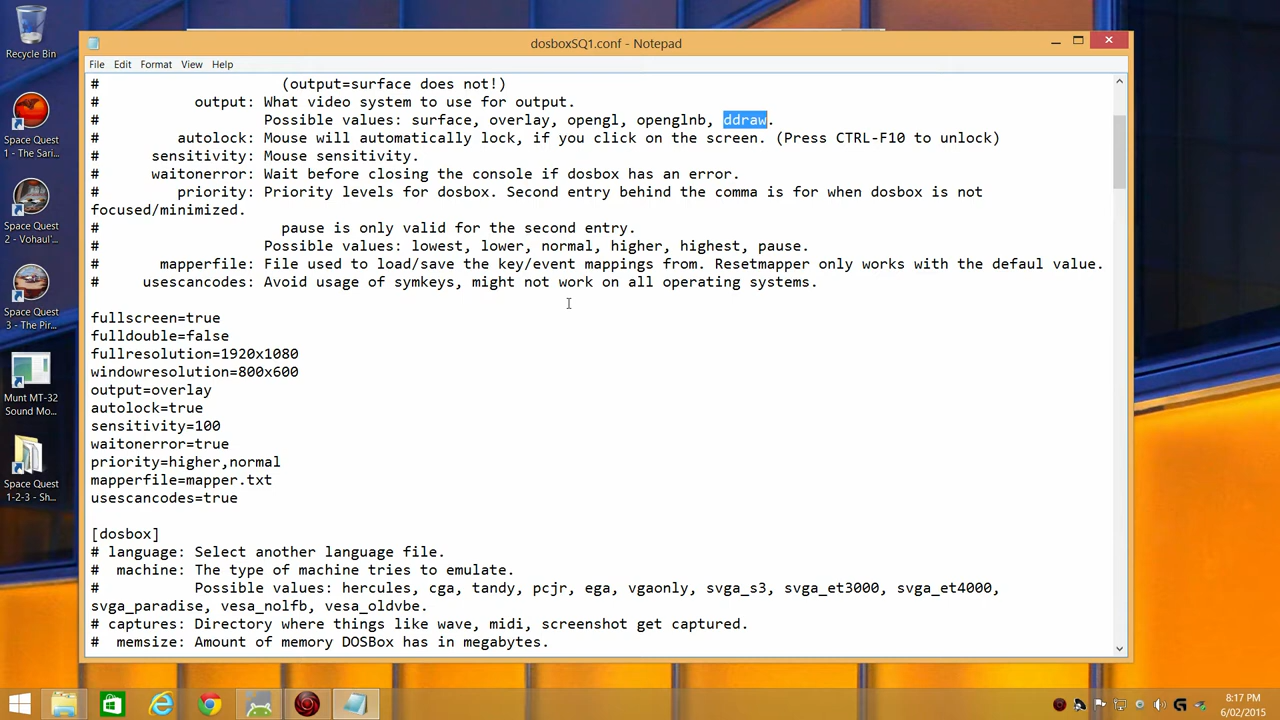 Recycle Bin
Space Quest
1 - The Sari...
Space Quest
2 - Vohaul'...
Space Quest
3 - The Pir...
Munt MT-32
Sound Mo...
Space Quest
1-2-3 - Sh...
dosboxSQ1.conf - Notepad
File Edit Format View Help
# (output=surface does not!)
# output: What video system to use for output.
# Possible values: surface, overlay, opengl, openglnb, ddraw.
# autolock: Mouse will automatically lock, if you click on the screen. (Press CTRL-F10 to unlock)
# sensitivity: Mouse sensitivity.
# waitonerror: Wait before closing the console if dosbox has an error.
# priority: Priority levels for dosbox. Second entry behind the comma is for when dosbox is not
focused/minimized.
# pause is only valid for the second entry.
# Possible values: lowest, lower, normal, higher, highest, pause.
# mapperfile: File used to load/save the key/event mappings from. Resetmapper only works with the defaul value.
# usescancodes: Avoid usage of symkeys, might not work on all operating systems.
fullscreen=true
fulldouble=false
fullresolution=1920x1080
windowresolution=800x600
output=overlay
autolock=true
sensitivity=100
waitonerror=true
priority=higher,normal
mapperfile=mapper.txt
usescancodes=true
[dosbox]
# language: Select another language file.
# machine: The type of machine tries to emulate.
# Possible values: hercules, cga, tandy, pcjr, ega, vgaonly, svga_s3, svga_et3000, svga_et4000,
svga_paradise, vesa_nolfb, vesa_oldvbe.
# captures: Directory where things like wave, midi, screenshot get captured.
# memsize: Amount of memory DOSBox has in megabytes.
8:17 PM
6/02/2015